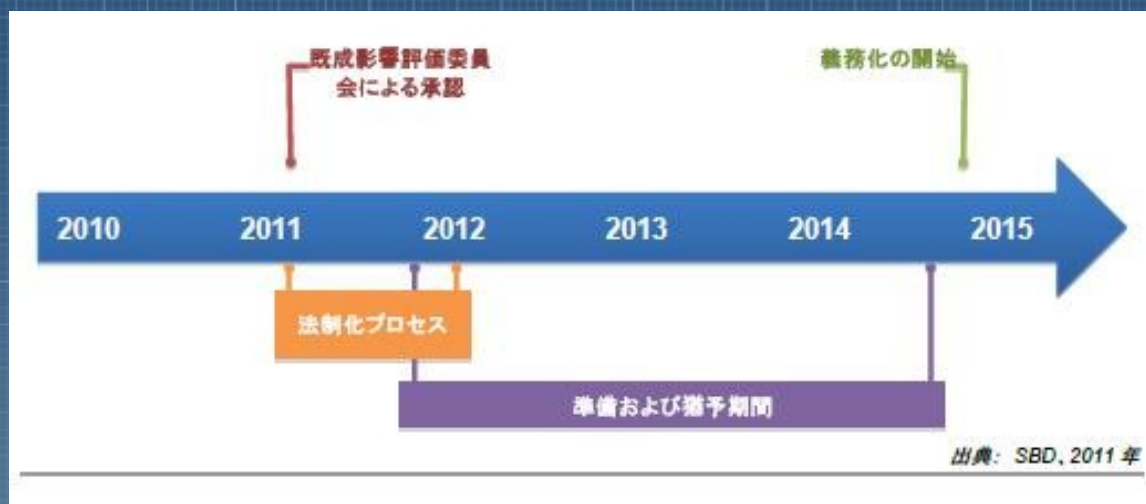 既成影響評価委員
会による承認
義務化の開始
2010 2011 2012 2013 2014 2015
法制化プロセス
準備および猶予期間
出典: SBD、2011 年